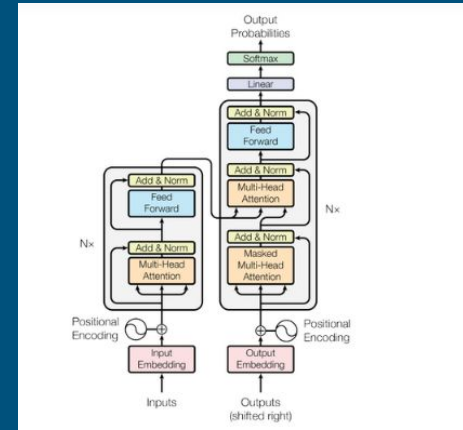 Output
Probabilities
Softmax
Linear
Add & Norm
Feed
Forward
Add & Norm
Multi-Head
Attention
Nx
Add & Norm
Masked
Multi-Head
Attention
Positional
Encoding
Output
Embedding
Outputs
(shifted right)
Add & Norm
Feed
Forward
Nx
Add & Norm
Multi-Head
Attention
Positional
Encoding
Input
Embedding
Inputs